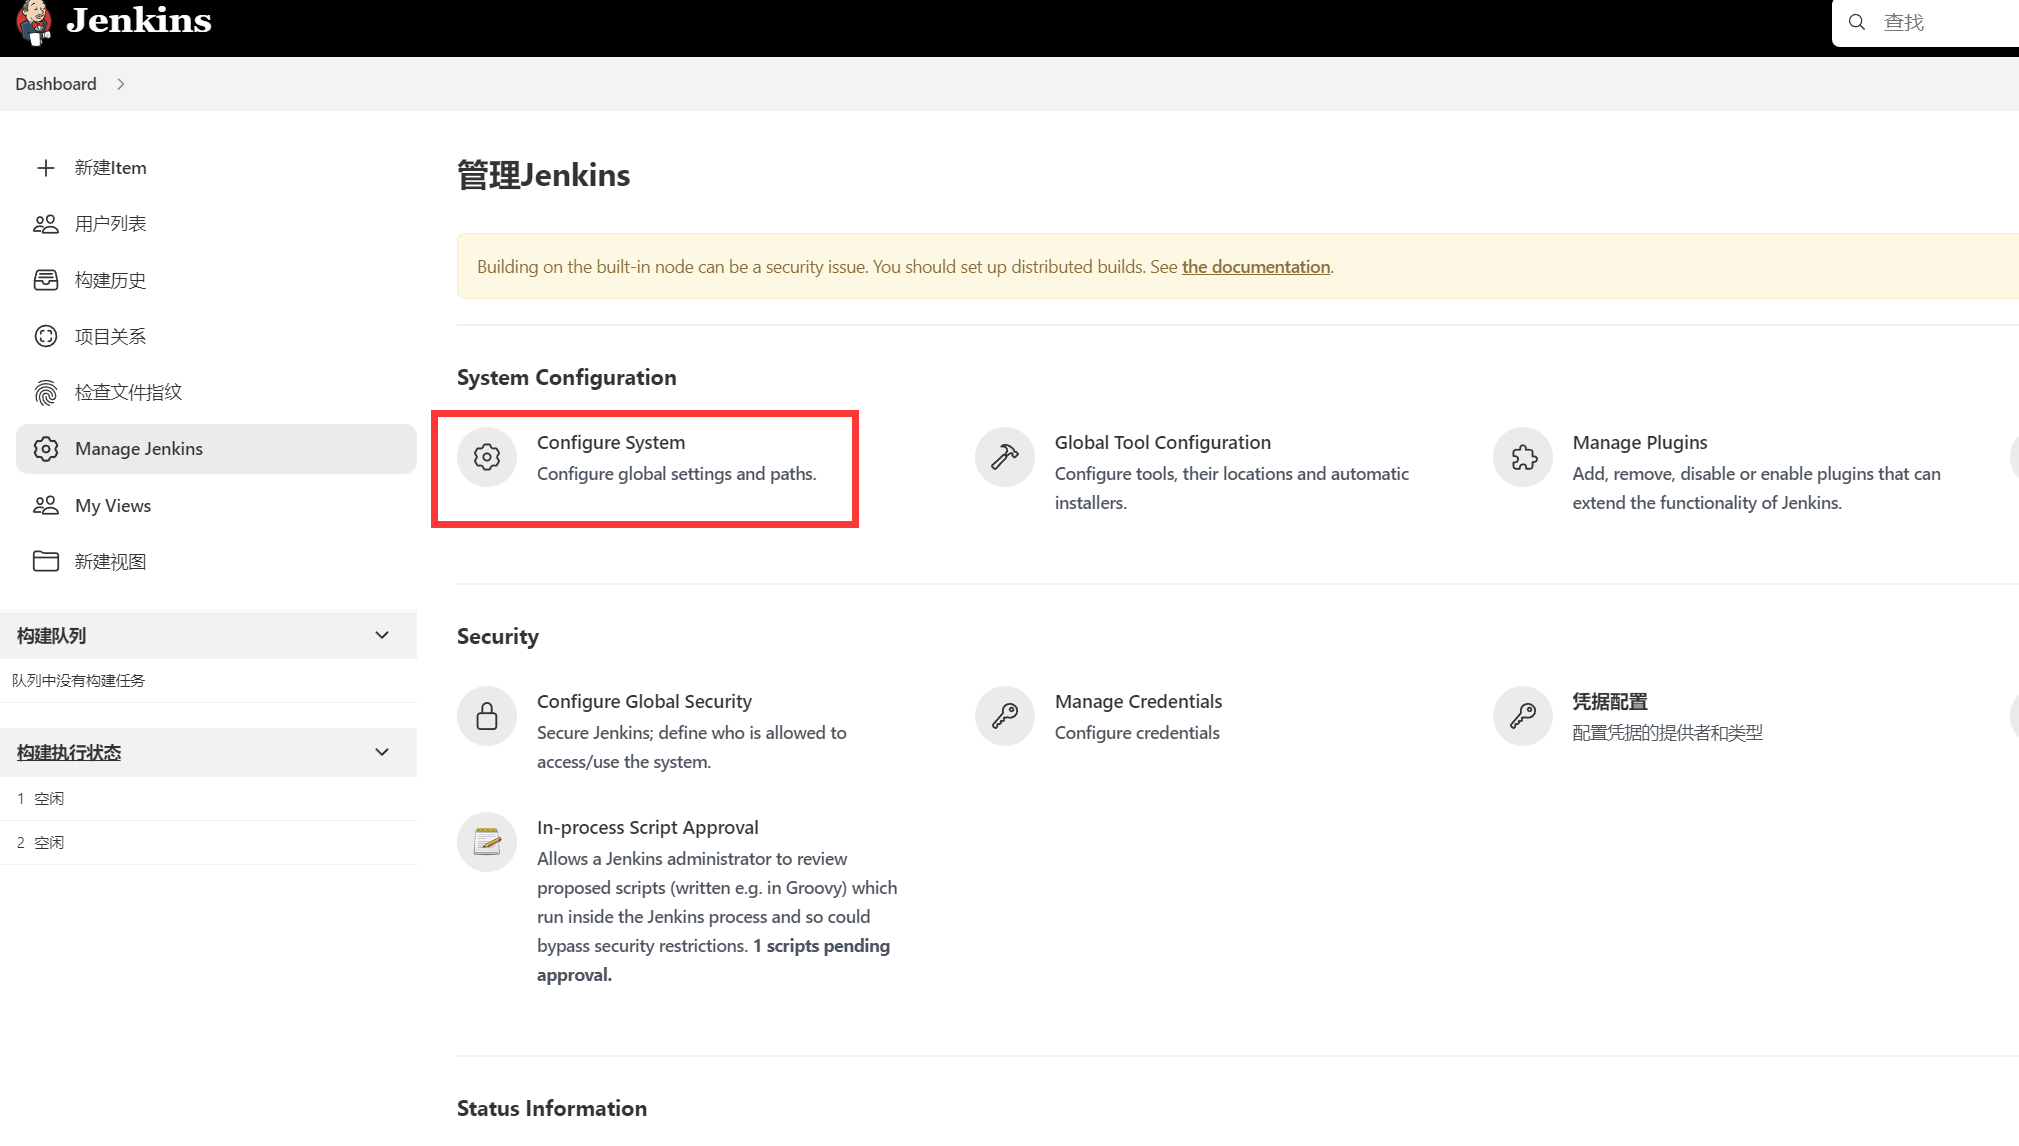 Jenkins
查找
Dashboard
新建Item
用户列表
构建历史
项目关系
检查文件指纹
Manage Jenkins
My Views
新建视图
构建队列
队列中没有构建任务
构建执行状态
1 空闲
2 空闲
管理Jenkins
Building on the built-in node can be a security issue. You should set up distributed builds. See the documentation.
System Configuration
Configure System
Configure global settings and paths.
Global Tool Configuration
Configure tools, their locations and automatic
installers.
Manage Plugins
Add, remove, disable or enable plugins that can
extend the functionality of Jenkins.
Security
Configure Global Security
Secure Jenkins; define who is allowed to
access/use the system.
Manage Credentials
Configure credentials
凭据配置
配置凭据的提供者和类型
In-process Script Approval
Allows a Jenkins administrator to review
proposed scripts (written e.g. in Groovy) which
run inside the Jenkins process and so could
bypass security restrictions. 1 scripts pending
approval.
Status Information